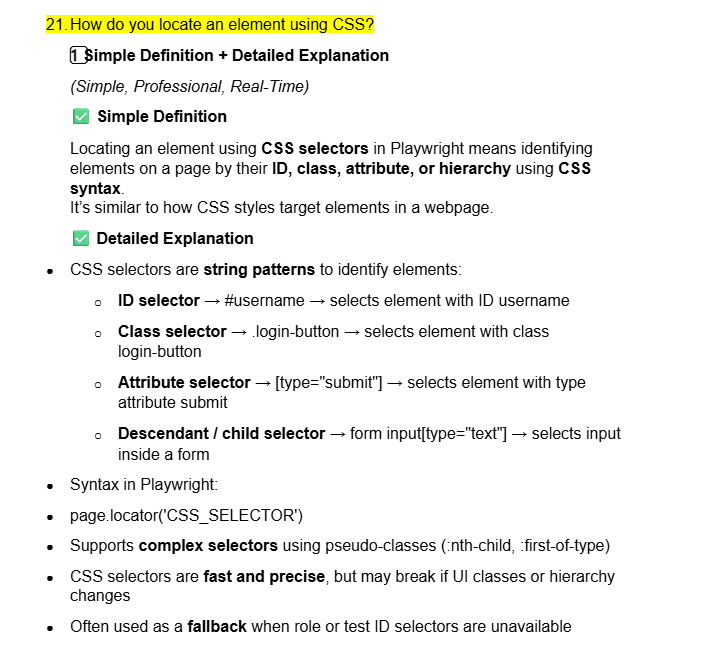 21. How do you locate an element using CSS?
1 Simple Definition + Detailed Explanation
(Simple, Professional, Real-Time)
✅ Simple Definition
Locating an element using CSS selectors in Playwright means identifying
elements on a page by their ID, class, attribute, or hierarchy using CSS
syntax.
It’s similar to how CSS styles target elements in a webpage.
✅ Detailed Explanation
• CSS selectors are string patterns to identify elements:
o ID selector → #username → selects element with ID username
o Class selector → .login-button → selects element with class
login-button
o Attribute selector → [type="submit"] → selects element with type
attribute submit
o Descendant / child selector → form input[type="text"] → selects input
inside a form
• Syntax in Playwright:
• page.locator('CSS_SELECTOR')
• Supports complex selectors using pseudo-classes (:nth-child, :first-of-type)
• CSS selectors are fast and precise, but may break if UI classes or hierarchy
changes
• Often used as a fallback when role or test ID selectors are unavailable